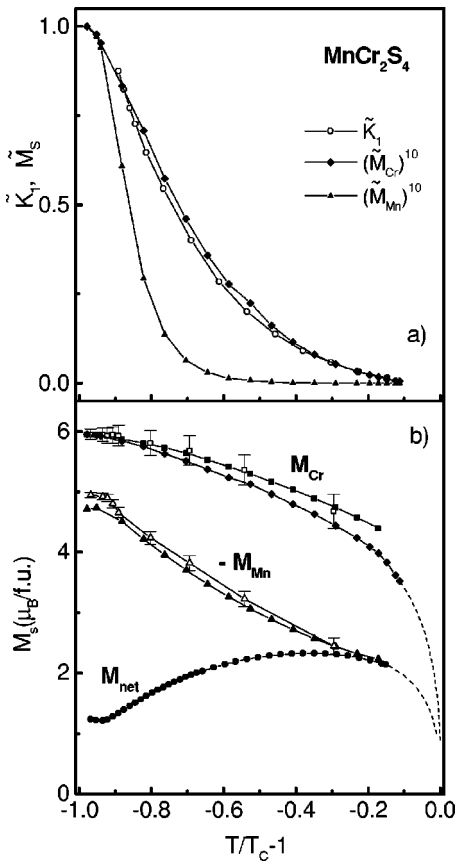 1.0
0.5
0.0
K̃₁, M̃ₛ
MnCr₂S₄
K̃₁
(M̃Cr)¹⁰
(M̃Mn)¹⁰
a)
6
4
2
0
Mₛ(μB/f.u.)
b)
MCr
- MMn
Mnet
-1.0 -0.8 -0.6 -0.4 -0.2 0.0
T/TC-1